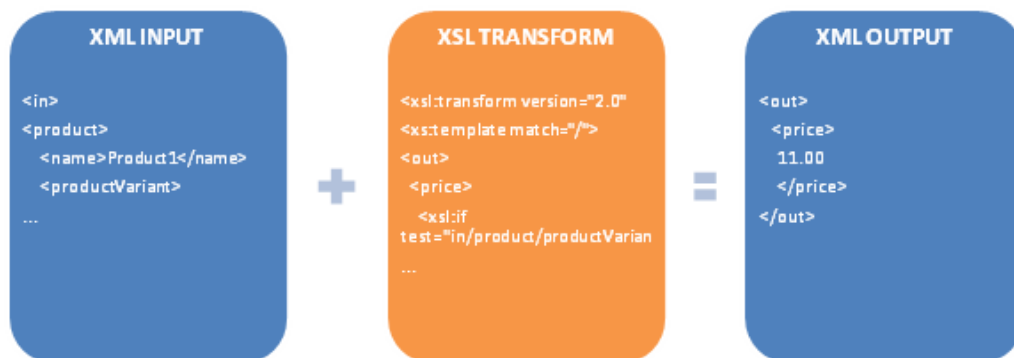 XML INPUT
<in>
<product>
<name>Product1</name>
<productVariant>
...
+
XSL TRANSFORM
<xsl:transform version="2.0"
<xs:template match="/">
<out>
<price>
<xsl:if
test="in/product/productVarian
...
=
XML OUTPUT
<out>
<price>
11.00
</price>
</out>